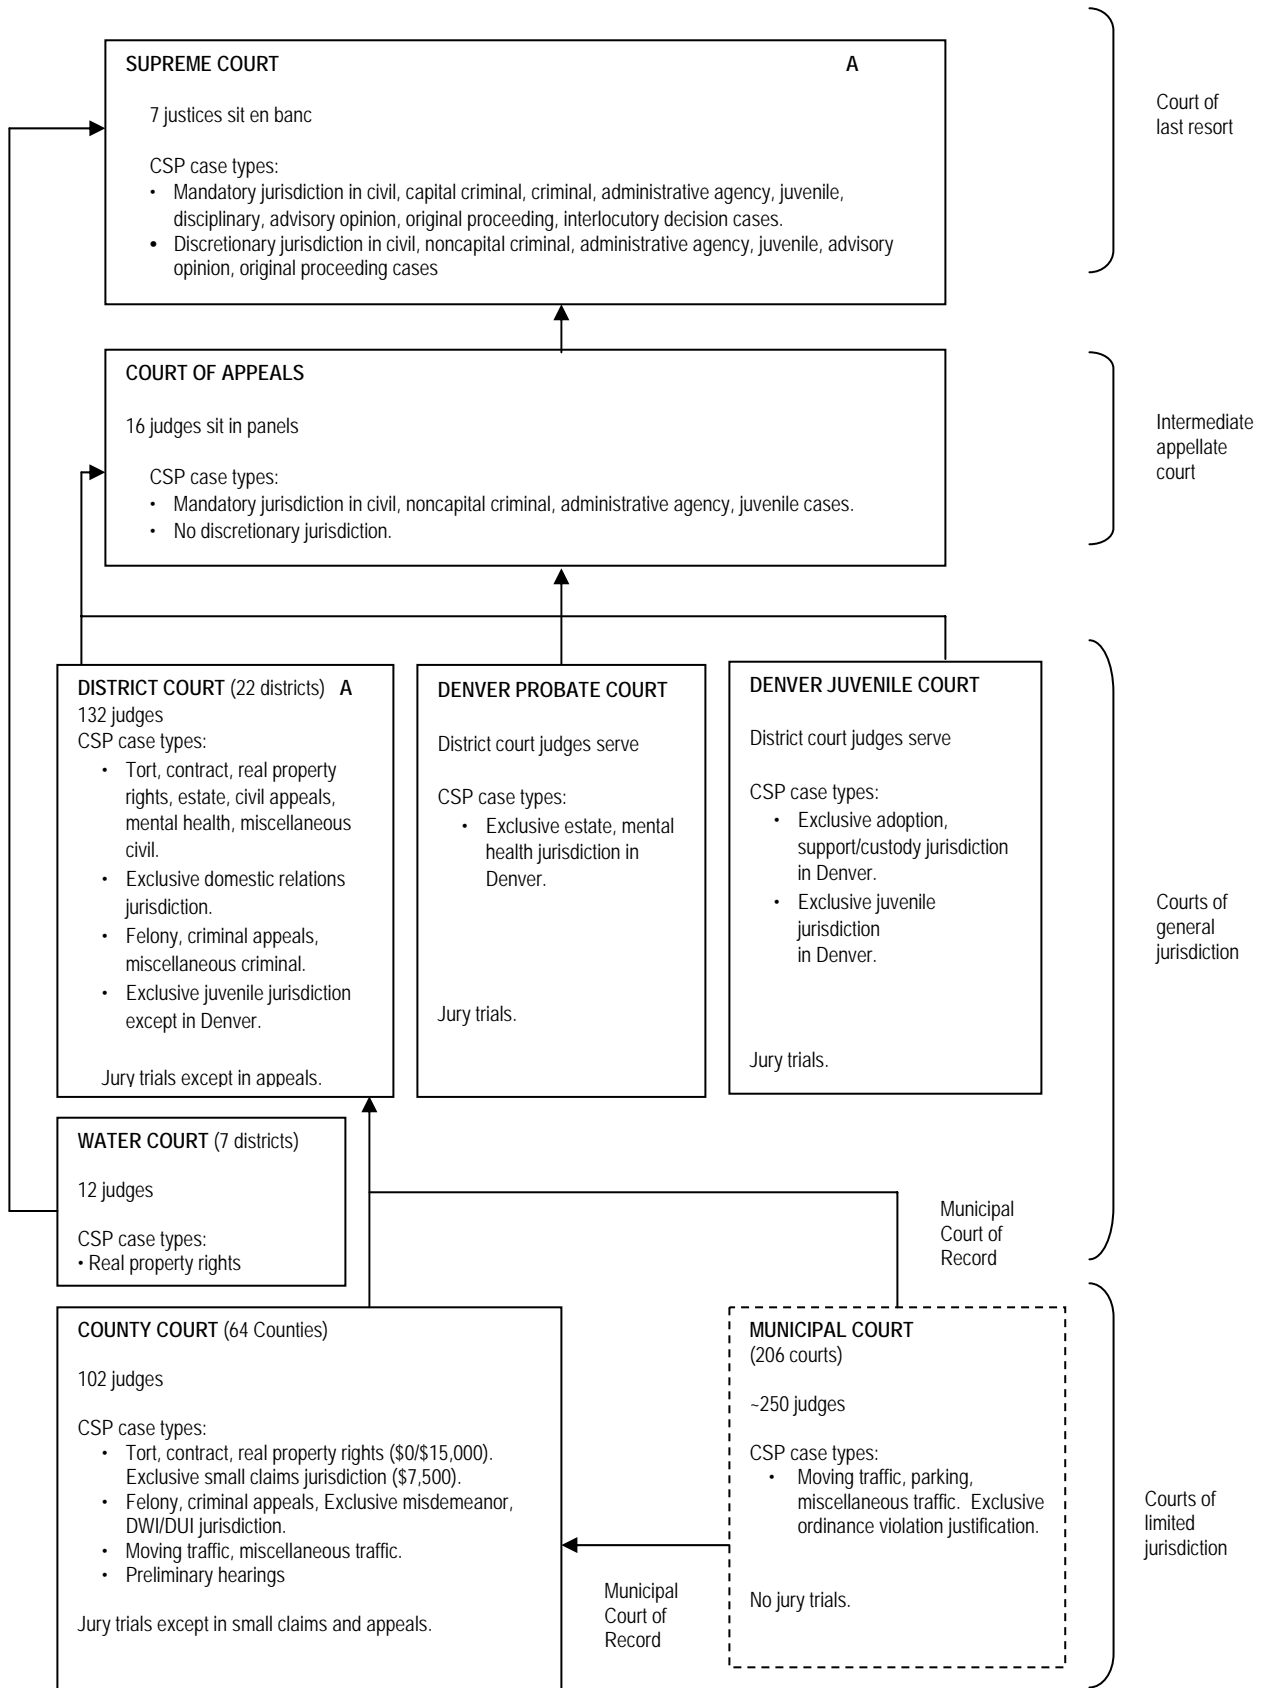 SUPREME COURT A
7 justices sit en banc
CSP case types:
• Mandatory jurisdiction in civil, capital criminal, criminal, administrative agency, juvenile,
disciplinary, advisory opinion, original proceeding, interlocutory decision cases.
• Discretionary jurisdiction in civil, noncapital criminal, administrative agency, juvenile, advisory
opinion, original proceeding cases
Court of
last resort
COURT OF APPEALS
16 judges sit in panels
CSP case types:
• Mandatory jurisdiction in civil, noncapital criminal, administrative agency, juvenile cases.
• No discretionary jurisdiction.
Intermediate
appellate
court
DISTRICT COURT (22 districts) A
132 judges
CSP case types:
• Tort, contract, real property
rights, estate, civil appeals,
mental health, miscellaneous
civil.
• Exclusive domestic relations
jurisdiction.
• Felony, criminal appeals,
miscellaneous criminal.
• Exclusive juvenile jurisdiction
except in Denver.
Jury trials except in appeals.
DENVER PROBATE COURT
District court judges serve
CSP case types:
• Exclusive estate, mental
health jurisdiction in
Denver.
Jury trials.
DENVER JUVENILE COURT
District court judges serve
CSP case types:
• Exclusive adoption,
support/custody jurisdiction
in Denver.
• Exclusive juvenile
jurisdiction
in Denver.
Jury trials.
Courts of
general
jurisdiction
WATER COURT (7 districts)
12 judges
CSP case types:
• Real property rights
Municipal
Court of
Record
COUNTY COURT (64 Counties)
102 judges
CSP case types:
• Tort, contract, real property rights ($0/$15,000).
Exclusive small claims jurisdiction ($7,500).
• Felony, criminal appeals, Exclusive misdemeanor,
DWI/DUI jurisdiction.
• Moving traffic, miscellaneous traffic.
• Preliminary hearings
Jury trials except in small claims and appeals.
Municipal
Court of
Record
MUNICIPAL COURT
(206 courts)
~250 judges
CSP case types:
• Moving traffic, parking,
miscellaneous traffic. Exclusive
ordinance violation justification.
No jury trials.
Courts of
limited
jurisdiction